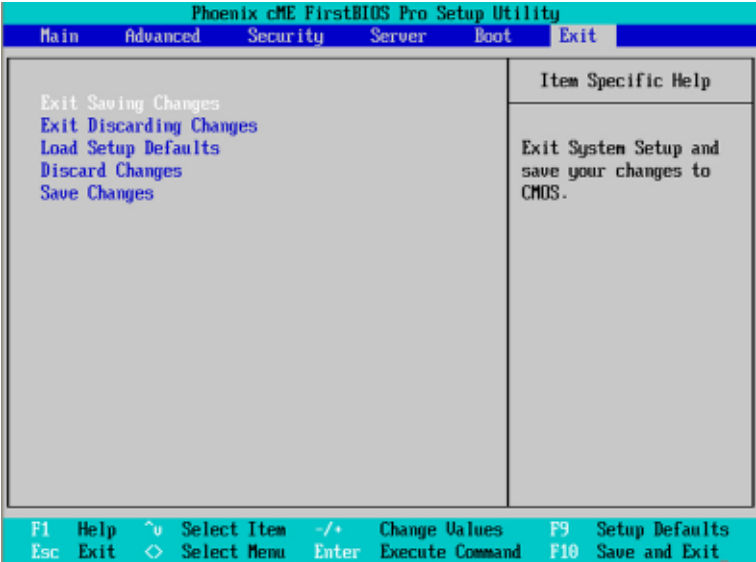 Phoenix cME FirstBIOS Pro Setup Utility
Main Advanced Security Server Boot Exit
Exit Saving Changes
Exit Discarding Changes
Load Setup Defaults
Discard Changes
Save Changes
Item Specific Help
Exit System Setup and
save your changes to
CMOS.
F1 Help ^v Select Item -/+ Change Values F9 Setup Defaults
Esc Exit <> Select Menu Enter Execute Command F10 Save and Exit